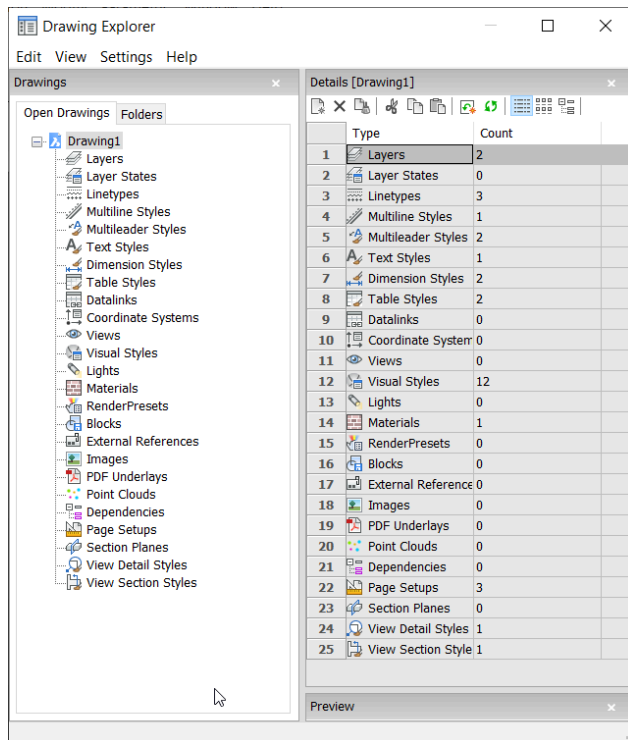 Drawing Explorer
Edit View Settings Help
Drawings
Open Drawings Folders
Drawing1
Layers
Layer States
Linetypes
Multiline Styles
Multileader Styles
Text Styles
Dimension Styles
Table Styles
Datalinks
Coordinate Systems
Views
Visual Styles
Lights
Materials
RenderPresets
Blocks
External References
Images
PDF Underlays
Point Clouds
Dependencies
Page Setups
Section Planes
View Detail Styles
View Section Styles
Details [Drawing1]
Type Count
1 Layers 2
2 Layer States 0
3 Linetypes 3
4 Multiline Styles 1
5 Multileader Styles 2
6 Text Styles 1
7 Dimension Styles 2
8 Table Styles 2
9 Datalinks 0
10 Coordinate System 0
11 Views 0
12 Visual Styles 12
13 Lights 0
14 Materials 1
15 RenderPresets 0
16 Blocks 0
17 External Reference 0
18 Images 0
19 PDF Underlays 0
20 Point Clouds 0
21 Dependencies 0
22 Page Setups 3
23 Section Planes 0
24 View Detail Styles 1
25 View Section Style 1
Preview